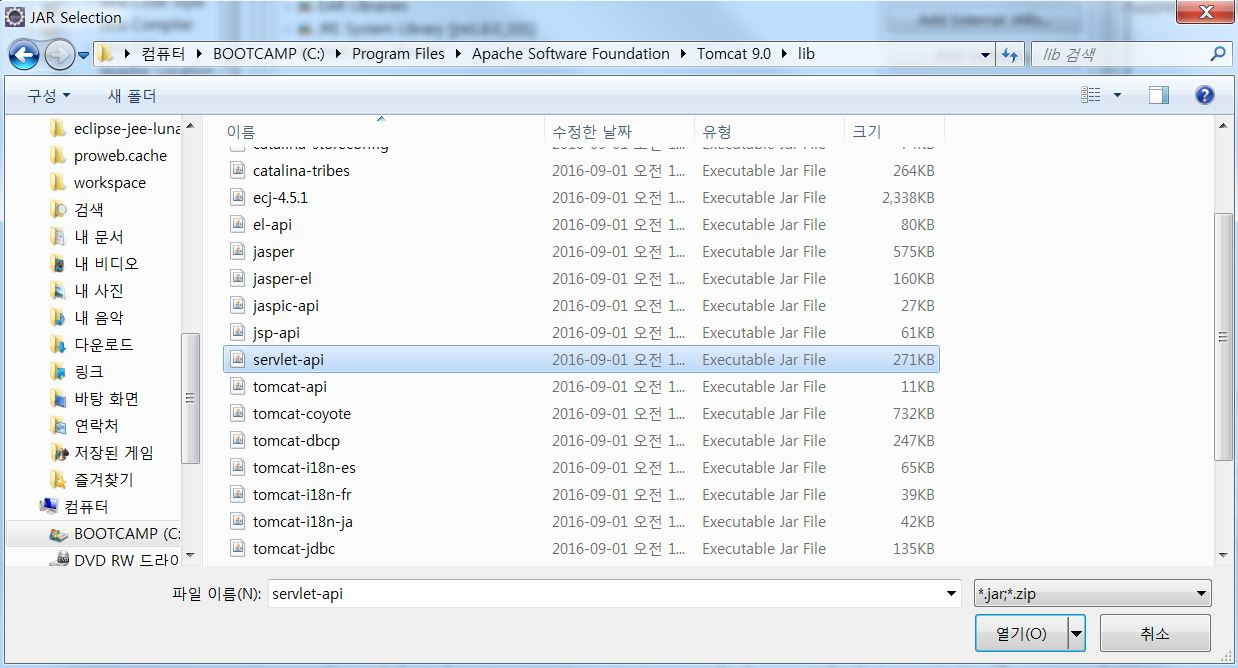 JAR Selection
컴퓨터 BOOTCAMP (C:) Program Files Apache Software Foundation Tomcat 9.0 lib
lib 검색
구성 새 폴더
이름 수정한 날짜 유형 크기
eclipse-jee-luna
proweb.cache
workspace
검색
내 문서
내 비디오
내 사진
내 음악
다운로드
링크
바탕 화면
연락처
저장된 게임
즐겨찾기
컴퓨터
BOOTCAMP (C:
DVD RW 드라이
catalina-storeconfig 2016-09-01 오전 1... Executable Jar File
catalina-tribes 2016-09-01 오전 1... Executable Jar File 264KB
ecj-4.5.1 2016-09-01 오전 1... Executable Jar File 2,338KB
el-api 2016-09-01 오전 1... Executable Jar File 80KB
jasper 2016-09-01 오전 1... Executable Jar File 575KB
jasper-el 2016-09-01 오전 1... Executable Jar File 160KB
jaspic-api 2016-09-01 오전 1... Executable Jar File 27KB
jsp-api 2016-09-01 오전 1... Executable Jar File 61KB
servlet-api 2016-09-01 오전 1... Executable Jar File 271KB
tomcat-api 2016-09-01 오전 1... Executable Jar File 11KB
tomcat-coyote 2016-09-01 오전 1... Executable Jar File 732KB
tomcat-dbcp 2016-09-01 오전 1... Executable Jar File 247KB
tomcat-i18n-es 2016-09-01 오전 1... Executable Jar File 65KB
tomcat-i18n-fr 2016-09-01 오전 1... Executable Jar File 39KB
tomcat-i18n-ja 2016-09-01 오전 1... Executable Jar File 42KB
tomcat-jdbc 2016-09-01 오전 1... Executable Jar File 135KB
파일 이름(N): servlet-api
*.jar;*.zip
열기(O) 취소